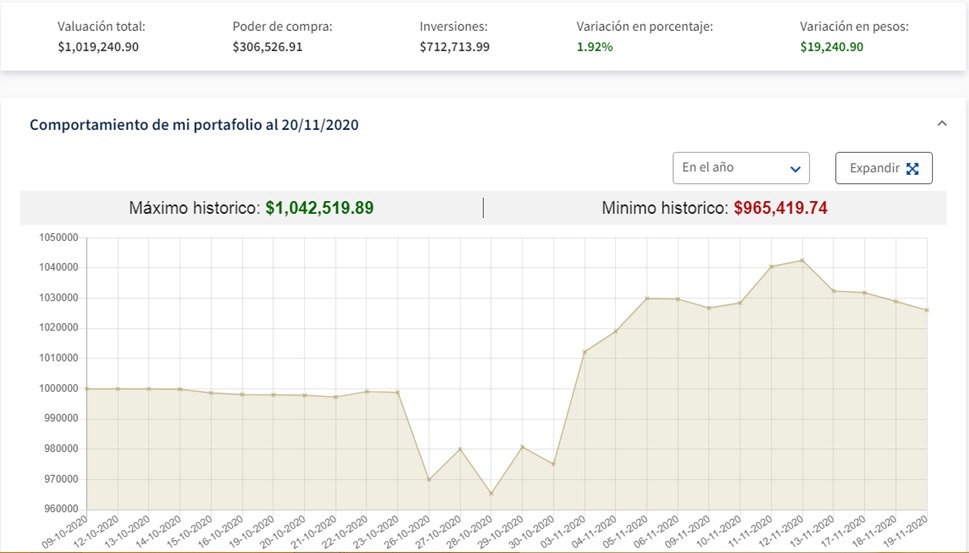 Valuación total: Poder de compra: Inversiones: Variación en porcentaje: Variación en pesos:
$1,019,240.90 $306,526.91 $712,713.99 1.92% $19,240.90
Comportamiento de mi portafolio al 20/11/2020
En el año Expandir
Máximo historico: $1,042,519.89 | Minimo historico: $965,419.74
1050000
1040000
1030000
1020000
1010000
1000000
990000
980000
970000
960000
09-10-2020 12-10-2020 13-10-2020 14-10-2020 15-10-2020 16-10-2020 19-10-2020 20-10-2020 21-10-2020 22-10-2020 23-10-2020 26-10-2020 27-10-2020 28-10-2020 29-10-2020 30-10-2020 03-11-2020 04-11-2020 05-11-2020 06-11-2020 09-11-2020 10-11-2020 11-11-2020 12-11-2020 13-11-2020 17-11-2020 18-11-2020 19-11-2020